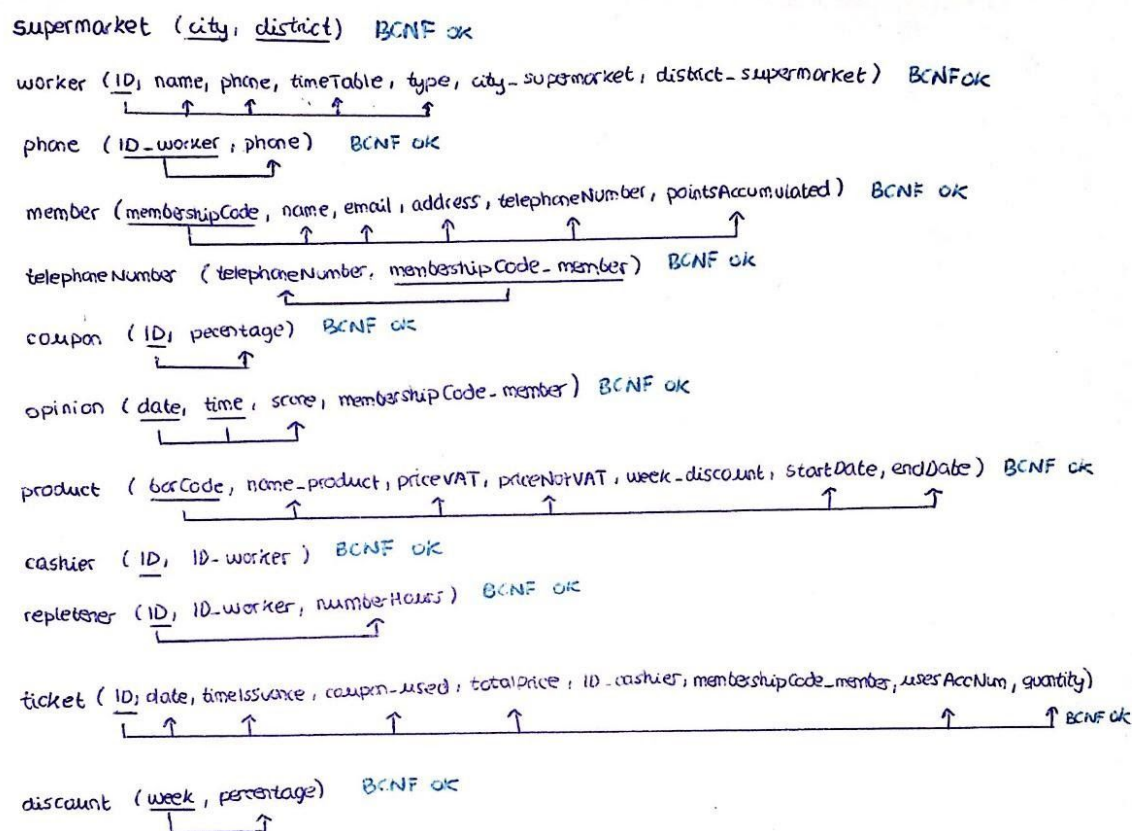 supermarket (city, district) BCNF ok
worker (ID, name, phone, timeTable, type, city_supermarket, district_supermarket) BCNF ok
phone (ID_worker, phone) BCNF ok
member (membershipCode, name, email, address, telephoneNumber, pointsAccumulated) BCNF ok
telephoneNumber (telephoneNumber, membershipCode_member) BCNF ok
coupon (ID, pecentage) BCNF ok
opinion (date, time, score, membershipCode_member) BCNF ok
product (barCode, name_product, priceVAT, priceNotVAT, week_discount, startDate, endDate) BCNF ok
cashier (ID, ID_worker) BCNF ok
repletener (ID, ID_worker, numberHours) BCNF ok
ticket (ID, date, timeIssuance, coupon_used, totalPrice, ID_cashier, membershipCode_member, usesAccNum, quantity)
BCNF ok
discount (week, percentage) BCNF ok